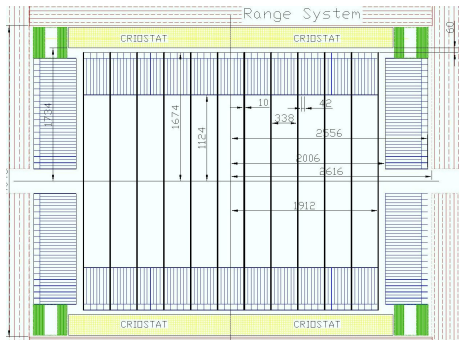 Range System
CRIOSTAT
CRIOSTAT
60
1734
1674
1124
10
42
338
2556
2006
2616
1912
CRIOSTAT
CRIOSTAT